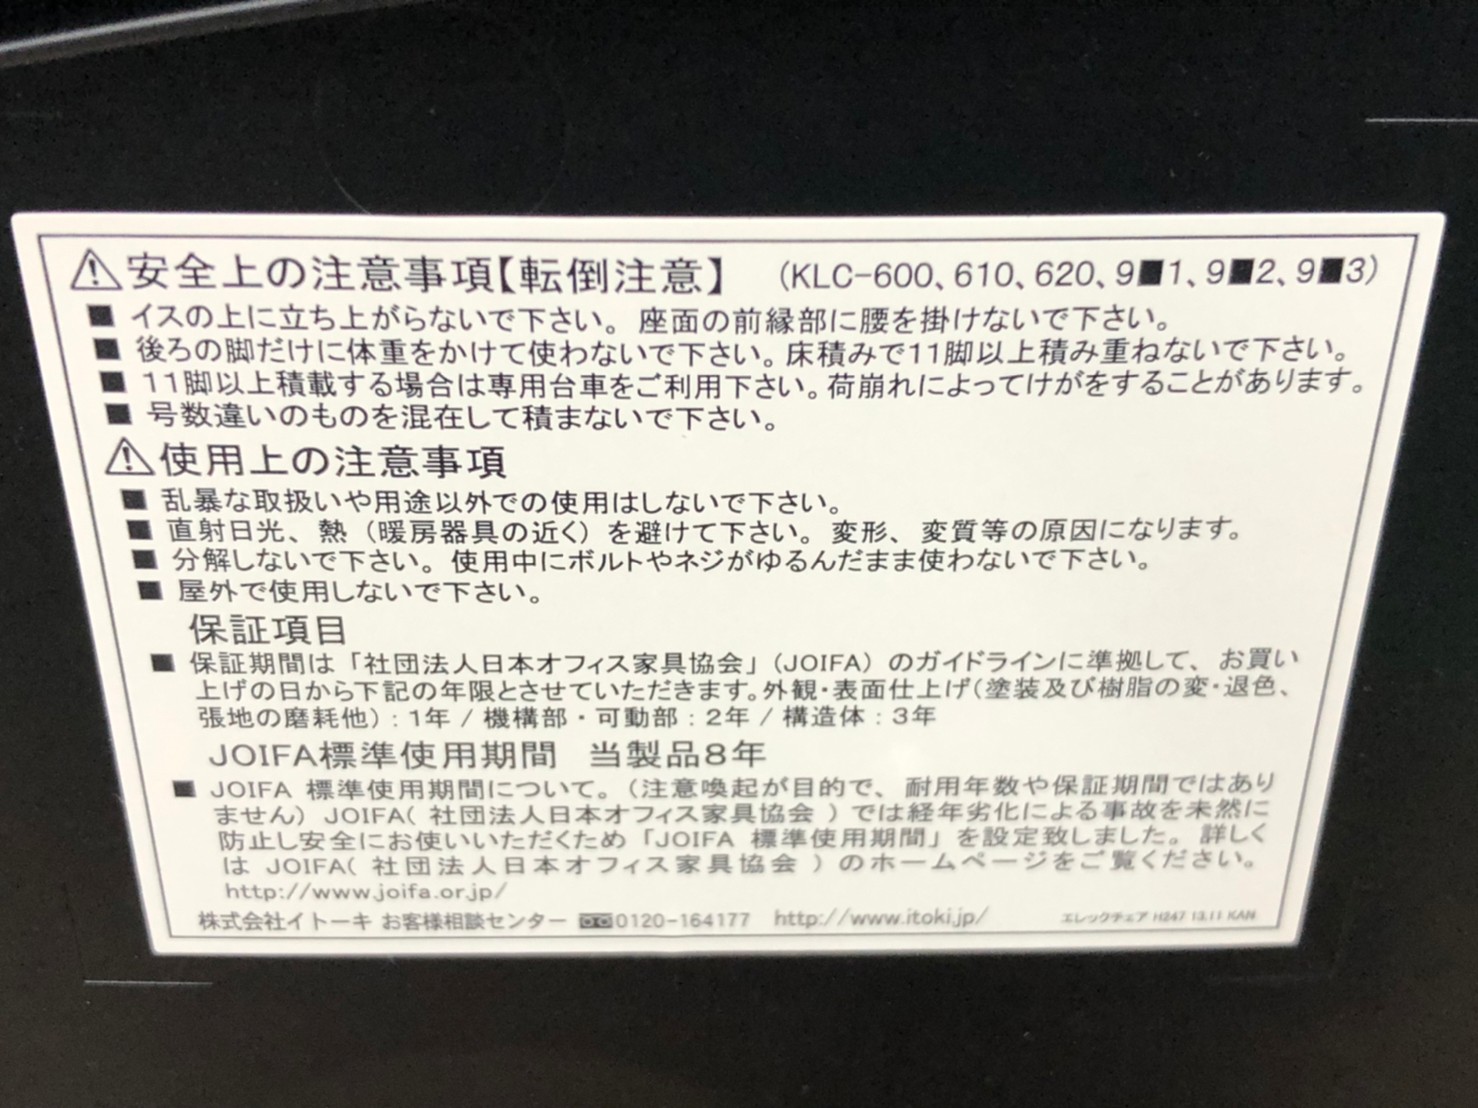 ⚠安全上の注意事項【転倒注意】 (KLC-600、610、620、9■1、9■2、9■3)
■ イスの上に立ち上がらないで下さい。座面の前縁部に腰を掛けないで下さい。
■ 後ろの脚だけに体重をかけて使わないで下さい。床積みで11脚以上積み重ねないで下さい。
■ 11脚以上積載する場合は専用台車をご利用下さい。荷崩れによってけがをすることがあります。
■ 号数違いのものを混在して積まないで下さい。
⚠使用上の注意事項
■ 乱暴な取扱いや用途以外での使用はしないで下さい。
■ 直射日光、熱（暖房器具の近く）を避けて下さい。変形、変質等の原因になります。
■ 分解しないで下さい。使用中にボルトやネジがゆるんだまま使わないで下さい。
■ 屋外で使用しないで下さい。
保証項目
■ 保証期間は「社団法人日本オフィス家具協会」（JOIFA）のガイドラインに準拠して、お買い
上げの日から下記の年限とさせていただきます。外観・表面仕上げ（塗装及び樹脂の変・退色、
張地の磨耗他）：1年 / 機構部・可動部：2年 / 構造体：3年
JOIFA標準使用期間 当製品8年
■ JOIFA 標準使用期間について。（注意喚起が目的で、耐用年数や保証期間ではあり
ません）JOIFA( 社団法人日本オフィス家具協会 ) では経年劣化による事故を未然に
防止し安全にお使いいただくため「JOIFA 標準使用期間」を設定致しました。詳しく
は JOIFA( 社団法人日本オフィス家具協会 ) のホームページをご覧ください。
http://www.joifa.or.jp/
株式会社イトーキ お客様相談センター 0120-164177 http://www.itoki.jp/ エレックチェア H247 13.11 KAN